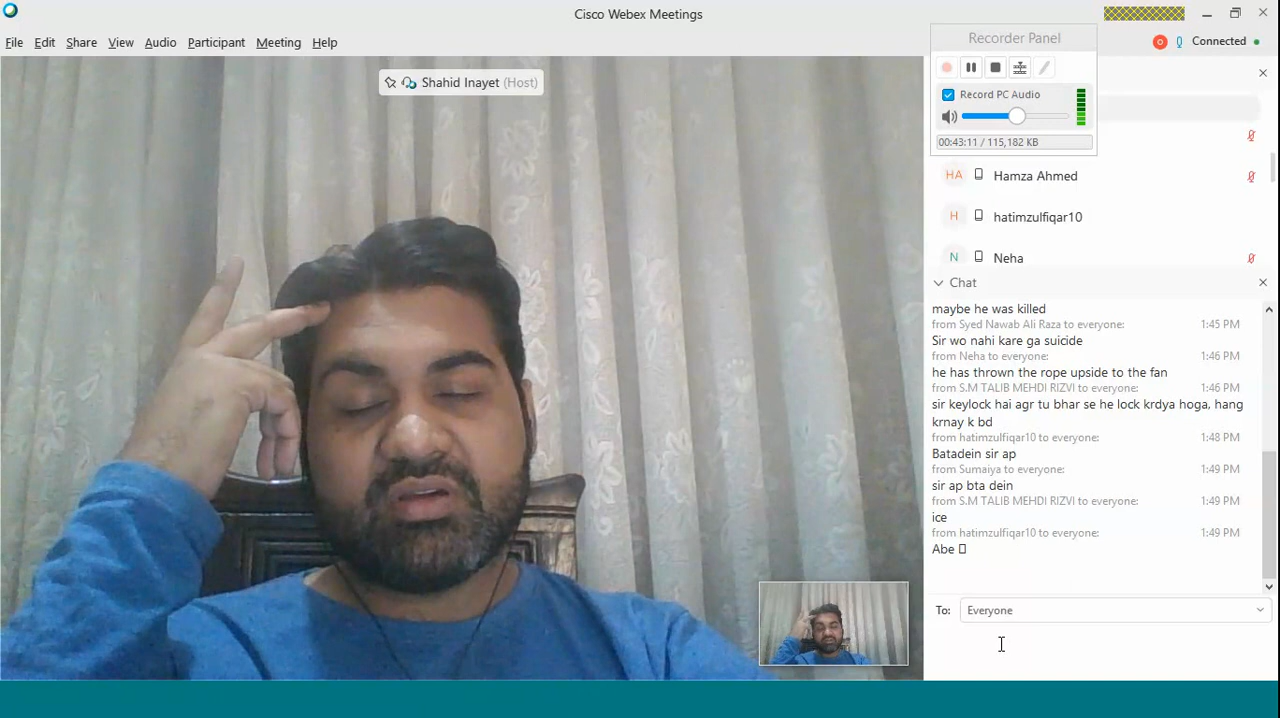 Cisco Webex Meetings
File Edit Share View Audio Participant Meeting Help
Recorder Panel
Connected
Shahid Inayet (Host)
Record PC Audio
00:43:11 / 115,182 KB
HA Hamza Ahmed
H hatimzulfiqar10
N Neha
Chat
maybe he was killed
from Syed Nawab Ali Raza to everyone: 1:45 PM
Sir wo nahi kare ga suicide
from Neha to everyone: 1:46 PM
he has thrown the rope upside to the fan
from S.M TALIB MEHDI RIZVI to everyone: 1:46 PM
sir keylock hai agr tu bhar se he lock krdya hoga, hang
krnay k bd
from hatimzulfiqar10 to everyone: 1:48 PM
Batadein sir ap
from Sumaiya to everyone: 1:49 PM
sir ap bta dein
from S.M TALIB MEHDI RIZVI to everyone: 1:49 PM
ice
from hatimzulfiqar10 to everyone: 1:49 PM
Abe
To: Everyone